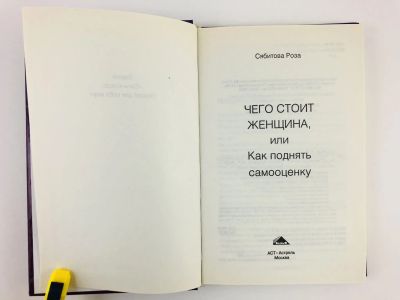 Сябитова Роза
ЧЕГО СТОИТ
ЖЕНЩИНА,
или
Как поднять
самооценку
АСТ • Астрель
Москва